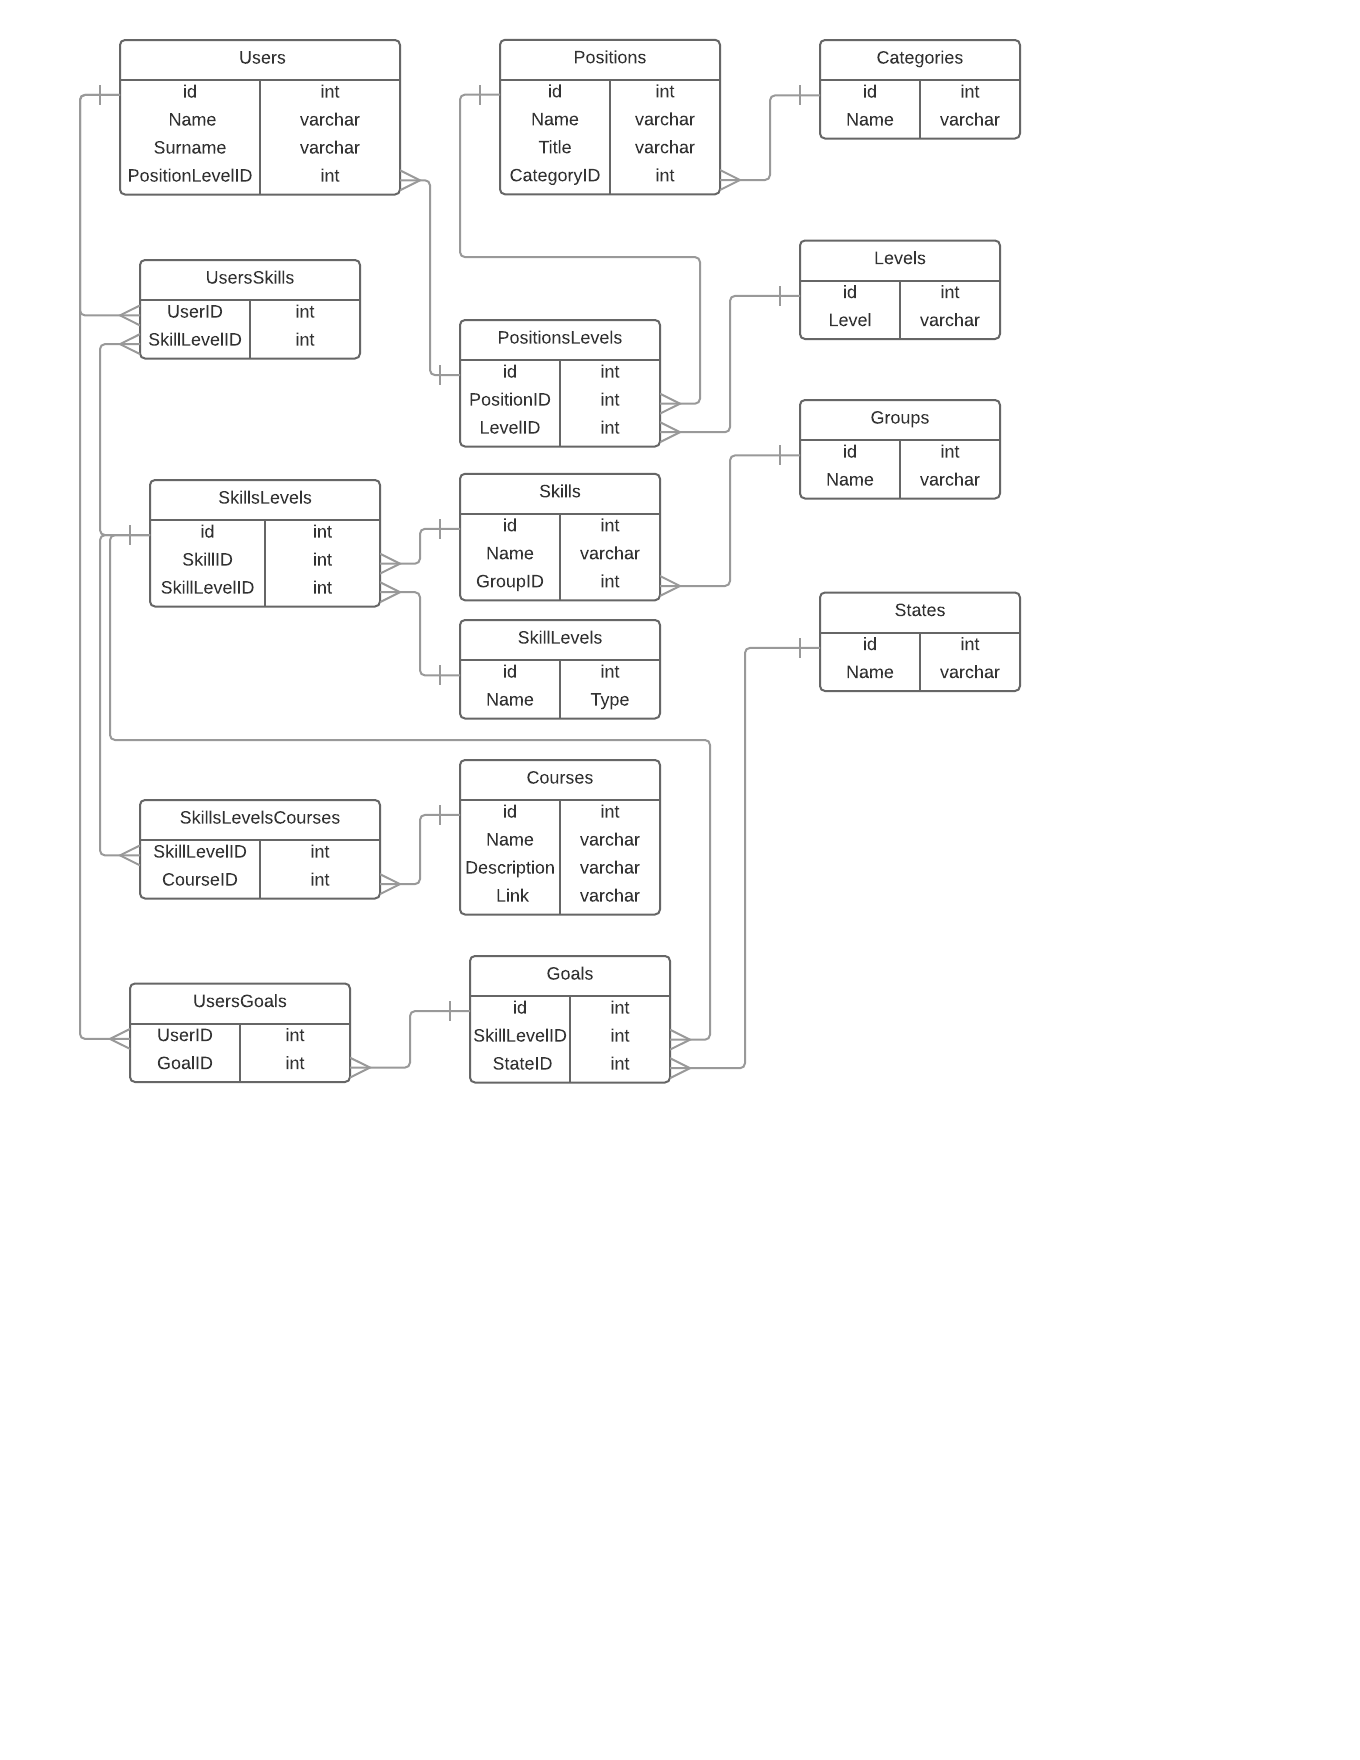 Users
id int
Name varchar
Surname varchar
PositionLevelID int
Positions
id int
Name varchar
Title varchar
CategoryID int
Categories
id int
Name varchar
UsersSkills
UserID int
SkillLevelID int
Levels
id int
Level varchar
PositionsLevels
id int
PositionID int
LevelID int
Groups
id int
Name varchar
SkillsLevels
id int
SkillID int
SkillLevelID int
Skills
id int
Name varchar
GroupID int
States
id int
Name varchar
SkillLevels
id int
Name Type
Courses
id int
Name varchar
Description varchar
Link varchar
SkillsLevelsCourses
SkillLevelID int
CourseID int
Goals
id int
SkillLevelID int
StateID int
UsersGoals
UserID int
GoalID int